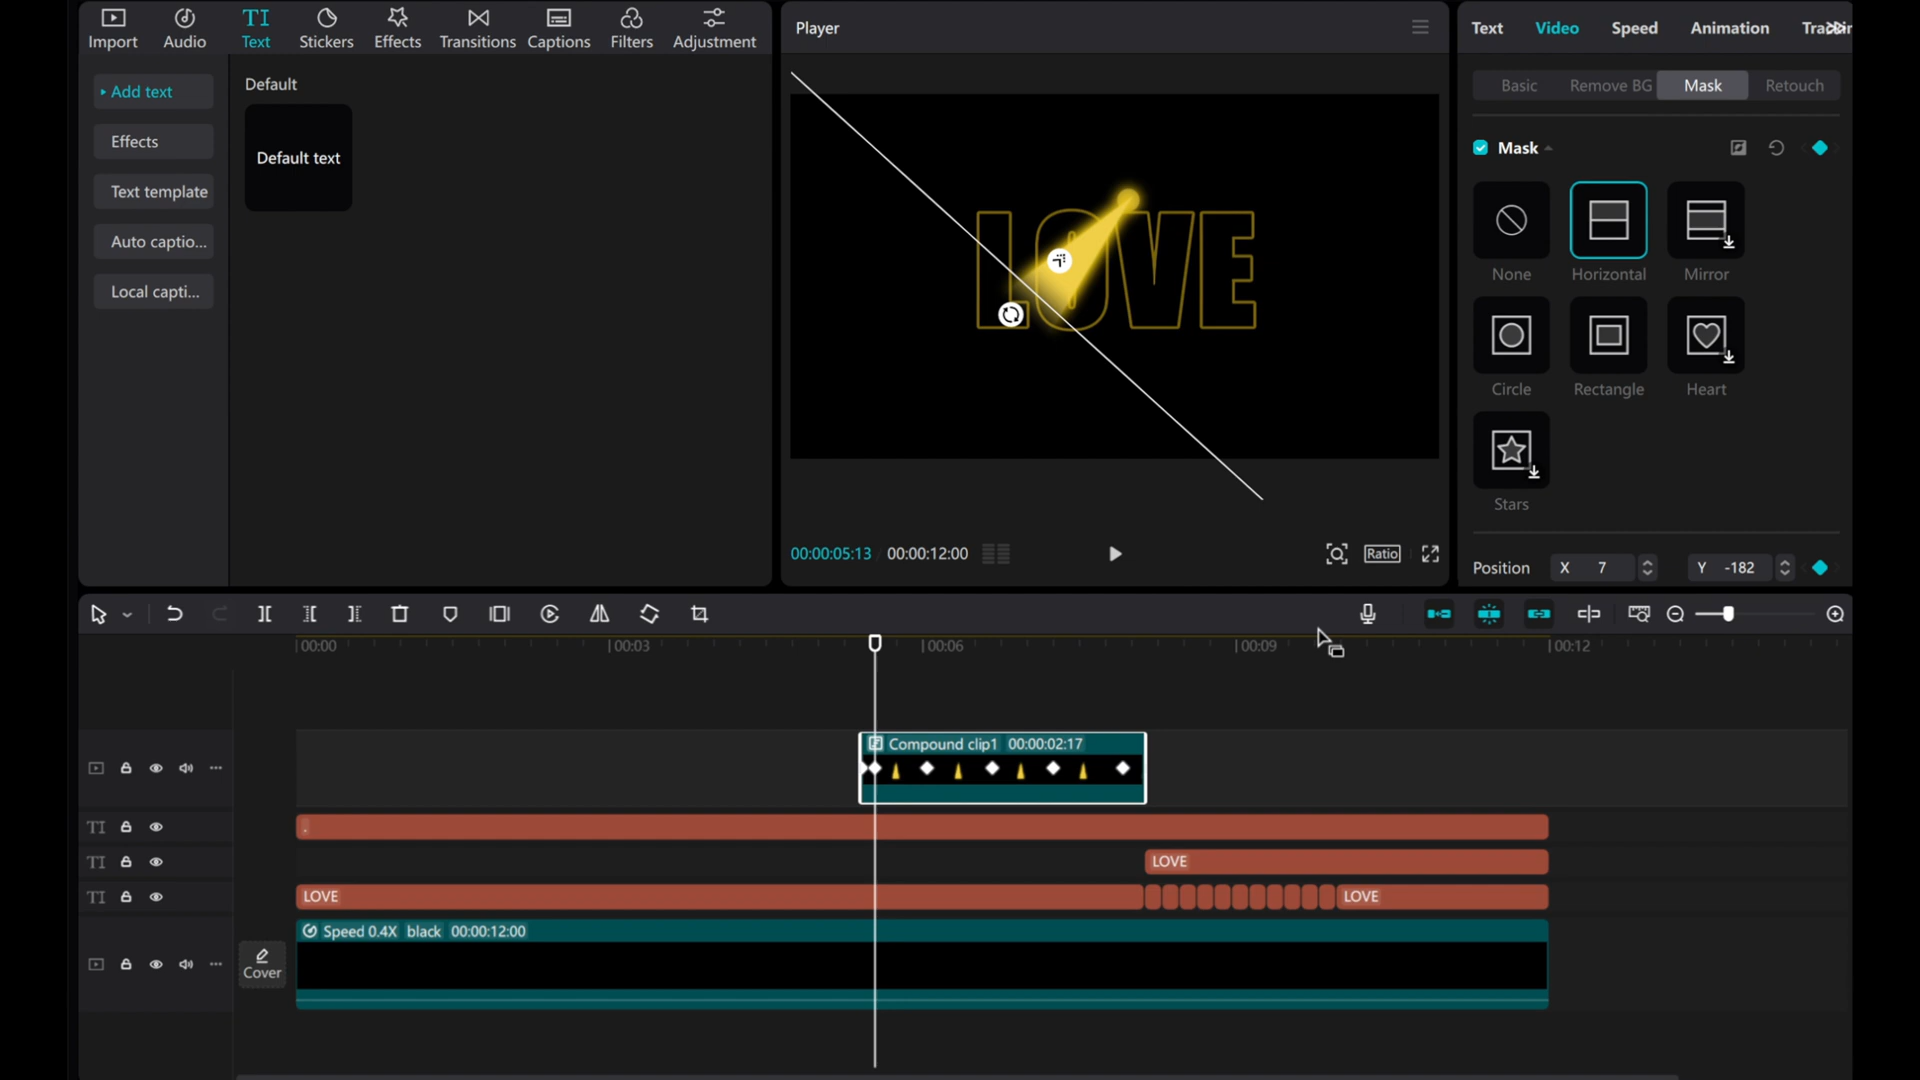 Import
Audio
TI
Text
Stickers
Effects
Transitions
Captions
Filters
Adjustment
Add text
Effects
Text template
Auto captio...
Local capti...
Default
Default text
Player
LOVE
00:00:05:13 00:00:12:00
Ratio
Text
Video
Speed
Animation
Basic
Remove BG
Mask
Retouch
Mask
None
Horizontal
Mirror
Circle
Rectangle
Heart
Stars
Position X 7 Y -182
00:00
00:03
00:06
00:09
00:12
Compound clip1 00:00:02:17
TI
.
TI
LOVE
TI
LOVE
LOVE
Cover
Speed 0.4X black 00:00:12:00